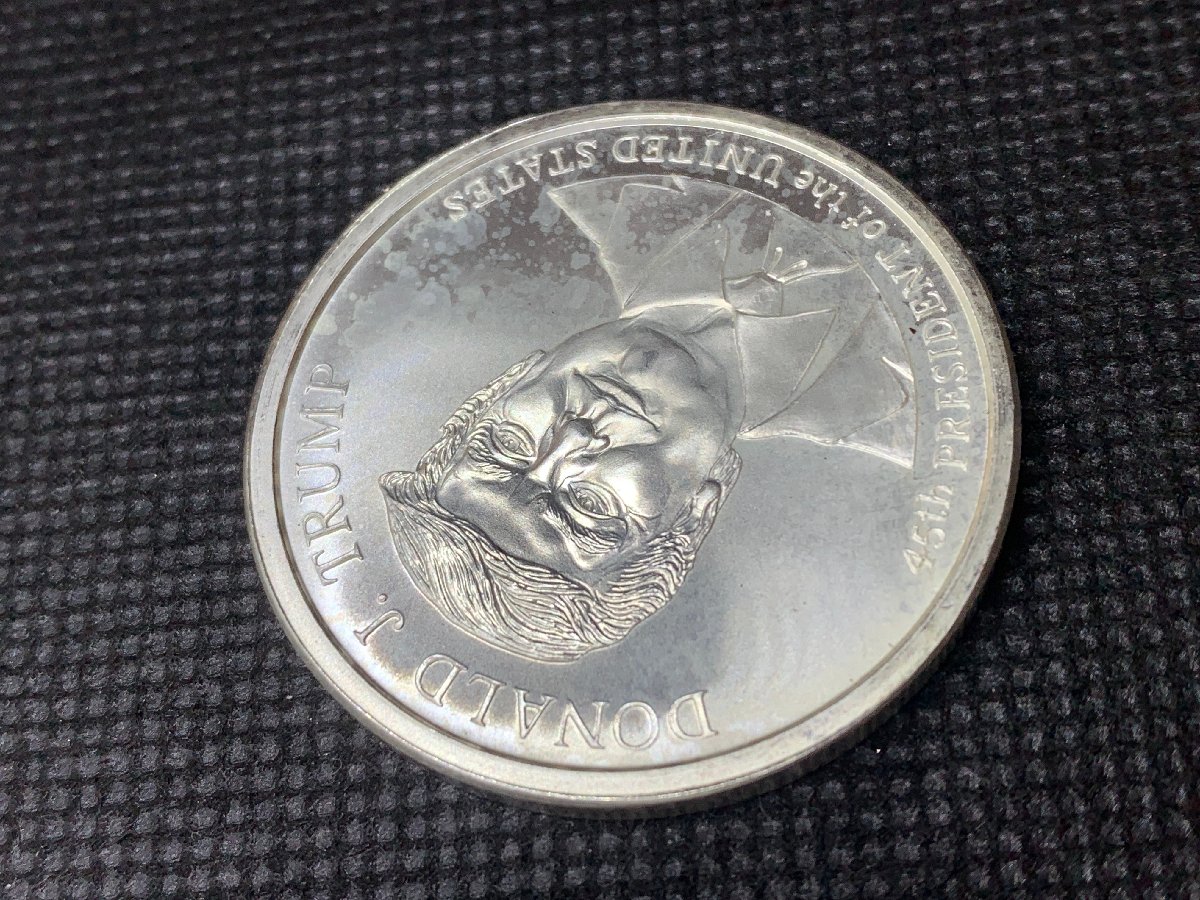 DONALD J. TRUMP
45th PRESIDENT of the UNITED STATES